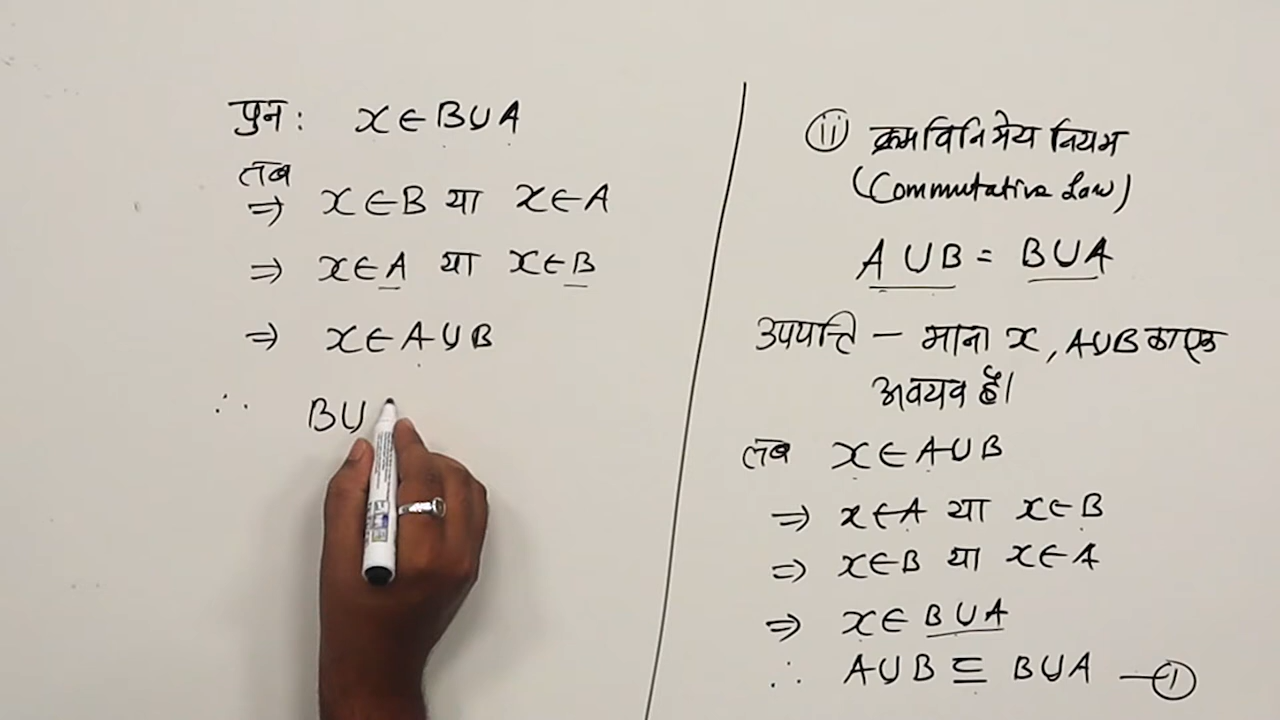 ii क्रमविनिमेय नियम
(Commutative Law)
A ∪ B = B ∪ A
उपपत्ति – माना x, A∪B का एक
अवयव है।
तब x ∈ A ∪ B
⇒ x ∈ A या x ∈ B
⇒ x ∈ B या x ∈ A
⇒ x ∈ B ∪ A
∴ A ∪ B ⊆ B ∪ A — ①
पुन: x ∈ B ∪ A
तब
⇒ x ∈ B या x ∈ A
⇒ x ∈ A या x ∈ B
⇒ x ∈ A ∪ B
∴ B ∪